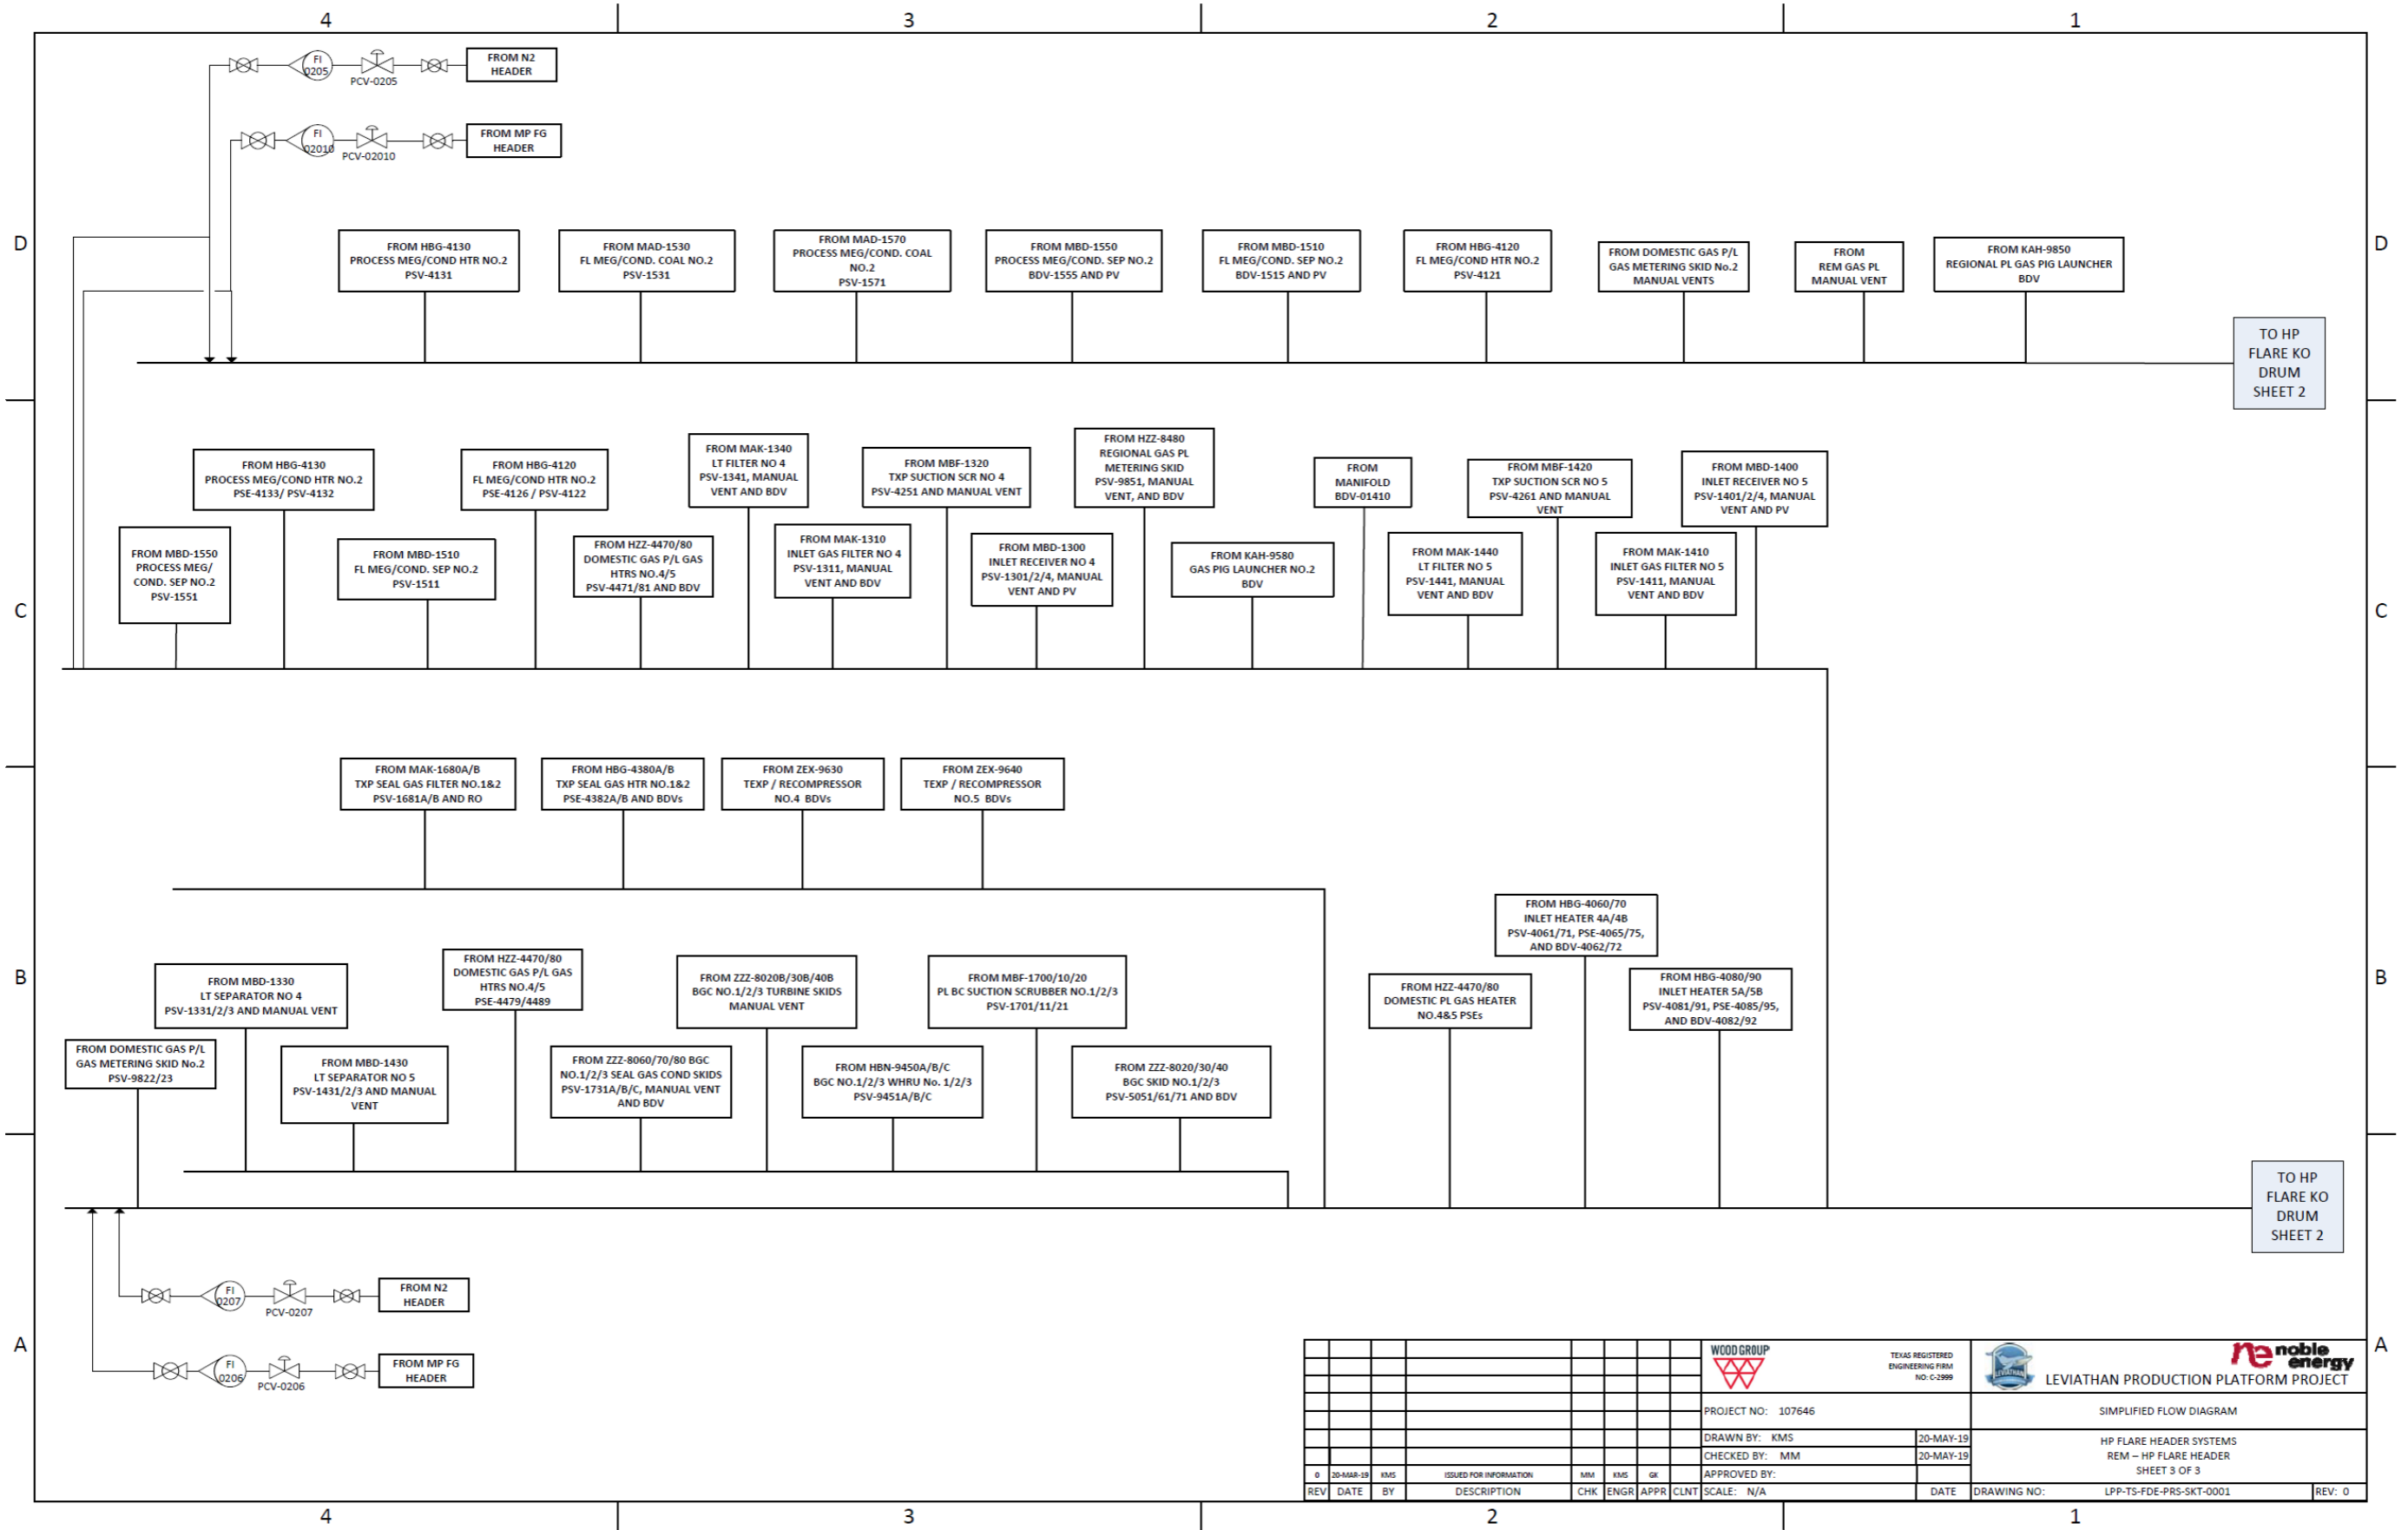 4
3
2
1
D
D
C
C
B
B
A
A
FI
0205
PCV-0205
FROM N2
HEADER
FI
02010
PCV-02010
FROM MP FG
HEADER
FROM HBG-4130
PROCESS MEG/COND HTR NO.2
PSV-4131
FROM MAD-1530
FL MEG/COND. COAL NO.2
PSV-1531
FROM MAD-1570
PROCESS MEG/COND. COAL
NO.2
PSV-1571
FROM MBD-1550
PROCESS MEG/COND. SEP NO.2
BDV-1555 AND PV
FROM MBD-1510
FL MEG/COND. SEP NO.2
BDV-1515 AND PV
FROM HBG-4120
FL MEG/COND HTR NO.2
PSV-4121
FROM DOMESTIC GAS P/L
GAS METERING SKID No.2
MANUAL VENTS
FROM
REM GAS PL
MANUAL VENT
FROM KAH-9850
REGIONAL PL GAS PIG LAUNCHER
BDV
TO HP
FLARE KO
DRUM
SHEET 2
FROM MBD-1550
PROCESS MEG/
COND. SEP NO.2
PSV-1551
FROM HBG-4130
PROCESS MEG/COND HTR NO.2
PSE-4133/ PSV-4132
FROM MBD-1510
FL MEG/COND. SEP NO.2
PSV-1511
FROM HBG-4120
FL MEG/COND HTR NO.2
PSE-4126 / PSV-4122
FROM HZZ-4470/80
DOMESTIC GAS P/L GAS
HTRS NO.4/5
PSV-4471/81 AND BDV
FROM MAK-1340
LT FILTER NO 4
PSV-1341, MANUAL
VENT AND BDV
FROM MAK-1310
INLET GAS FILTER NO 4
PSV-1311, MANUAL
VENT AND BDV
FROM MBF-1320
TXP SUCTION SCR NO 4
PSV-4251 AND MANUAL VENT
FROM MBD-1300
INLET RECEIVER NO 4
PSV-1301/2/4, MANUAL
VENT AND PV
FROM HZZ-8480
REGIONAL GAS PL
METERING SKID
PSV-9851, MANUAL
VENT, AND BDV
FROM KAH-9580
GAS PIG LAUNCHER NO.2
BDV
FROM
MANIFOLD
BDV-01410
FROM MAK-1440
LT FILTER NO 5
PSV-1441, MANUAL
VENT AND BDV
FROM MBF-1420
TXP SUCTION SCR NO 5
PSV-4261 AND MANUAL
VENT
FROM MAK-1410
INLET GAS FILTER NO 5
PSV-1411, MANUAL
VENT AND BDV
FROM MBD-1400
INLET RECEIVER NO 5
PSV-1401/2/4, MANUAL
VENT AND PV
FROM MAK-1680A/B
TXP SEAL GAS FILTER NO.1&2
PSV-1681A/B AND RO
FROM HBG-4380A/B
TXP SEAL GAS HTR NO.1&2
PSE-4382A/B AND BDVs
FROM ZEX-9630
TEXP / RECOMPRESSOR
NO.4 BDVs
FROM ZEX-9640
TEXP / RECOMPRESSOR
NO.5 BDVs
FROM DOMESTIC GAS P/L
GAS METERING SKID No.2
PSV-9822/23
FROM MBD-1330
LT SEPARATOR NO 4
PSV-1331/2/3 AND MANUAL VENT
FROM MBD-1430
LT SEPARATOR NO 5
PSV-1431/2/3 AND MANUAL
VENT
FROM HZZ-4470/80
DOMESTIC GAS P/L GAS
HTRS NO.4/5
PSE-4479/4489
FROM ZZZ-8060/70/80 BGC
NO.1/2/3 SEAL GAS COND SKIDS
PSV-1731A/B/C, MANUAL VENT
AND BDV
FROM ZZZ-8020B/30B/40B
BGC NO.1/2/3 TURBINE SKIDS
MANUAL VENT
FROM HBN-9450A/B/C
BGC NO.1/2/3 WHRU No. 1/2/3
PSV-9451A/B/C
FROM MBF-1700/10/20
PL BC SUCTION SCRUBBER NO.1/2/3
PSV-1701/11/21
FROM ZZZ-8020/30/40
BGC SKID NO.1/2/3
PSV-5051/61/71 AND BDV
FROM HZZ-4470/80
DOMESTIC PL GAS HEATER
NO.4&5 PSEs
FROM HBG-4060/70
INLET HEATER 4A/4B
PSV-4061/71, PSE-4065/75,
AND BDV-4062/72
FROM HBG-4080/90
INLET HEATER 5A/5B
PSV-4081/91, PSE-4085/95,
AND BDV-4082/92
TO HP
FLARE KO
DRUM
SHEET 2
FI
0207
PCV-0207
FROM N2
HEADER
FI
0206
PCV-0206
FROM MP FG
HEADER
WOOD GROUP
TEXAS REGISTERED
ENGINEERING FIRM
NO: C-2999
LEVIATHAN
noble
energy
LEVIATHAN PRODUCTION PLATFORM PROJECT
PROJECT NO: 107646
SIMPLIFIED FLOW DIAGRAM
DRAWN BY: KMS 20-MAY-19
CHECKED BY: MM 20-MAY-19
HP FLARE HEADER SYSTEMS
REM – HP FLARE HEADER
SHEET 3 OF 3
0 20-MAR-19 KMS ISSUED FOR INFORMATION MM KMS GK APPROVED BY:
REV DATE BY DESCRIPTION CHK ENGR APPR CLNT SCALE: N/A DATE DRAWING NO: LPP-TS-FDE-PRS-SKT-0001 REV: 0
4
3
2
1